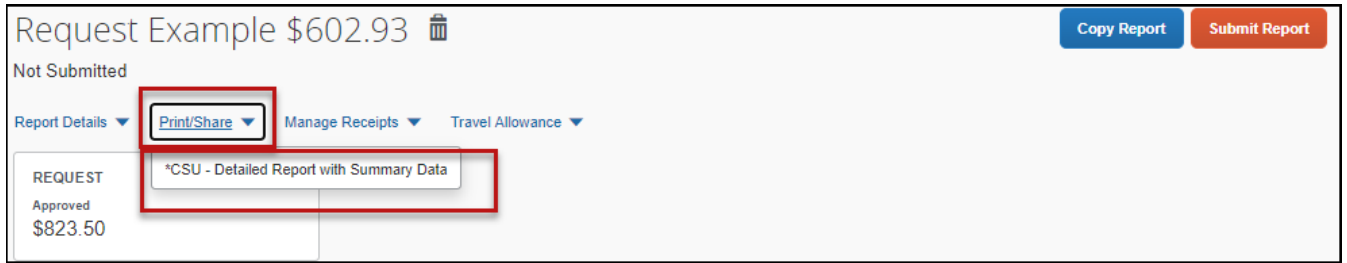 Request Example $602.93
Copy Report
Submit Report
Not Submitted
Report Details
Print/Share
Manage Receipts
Travel Allowance
*CSU - Detailed Report with Summary Data
REQUEST
Approved
$823.50